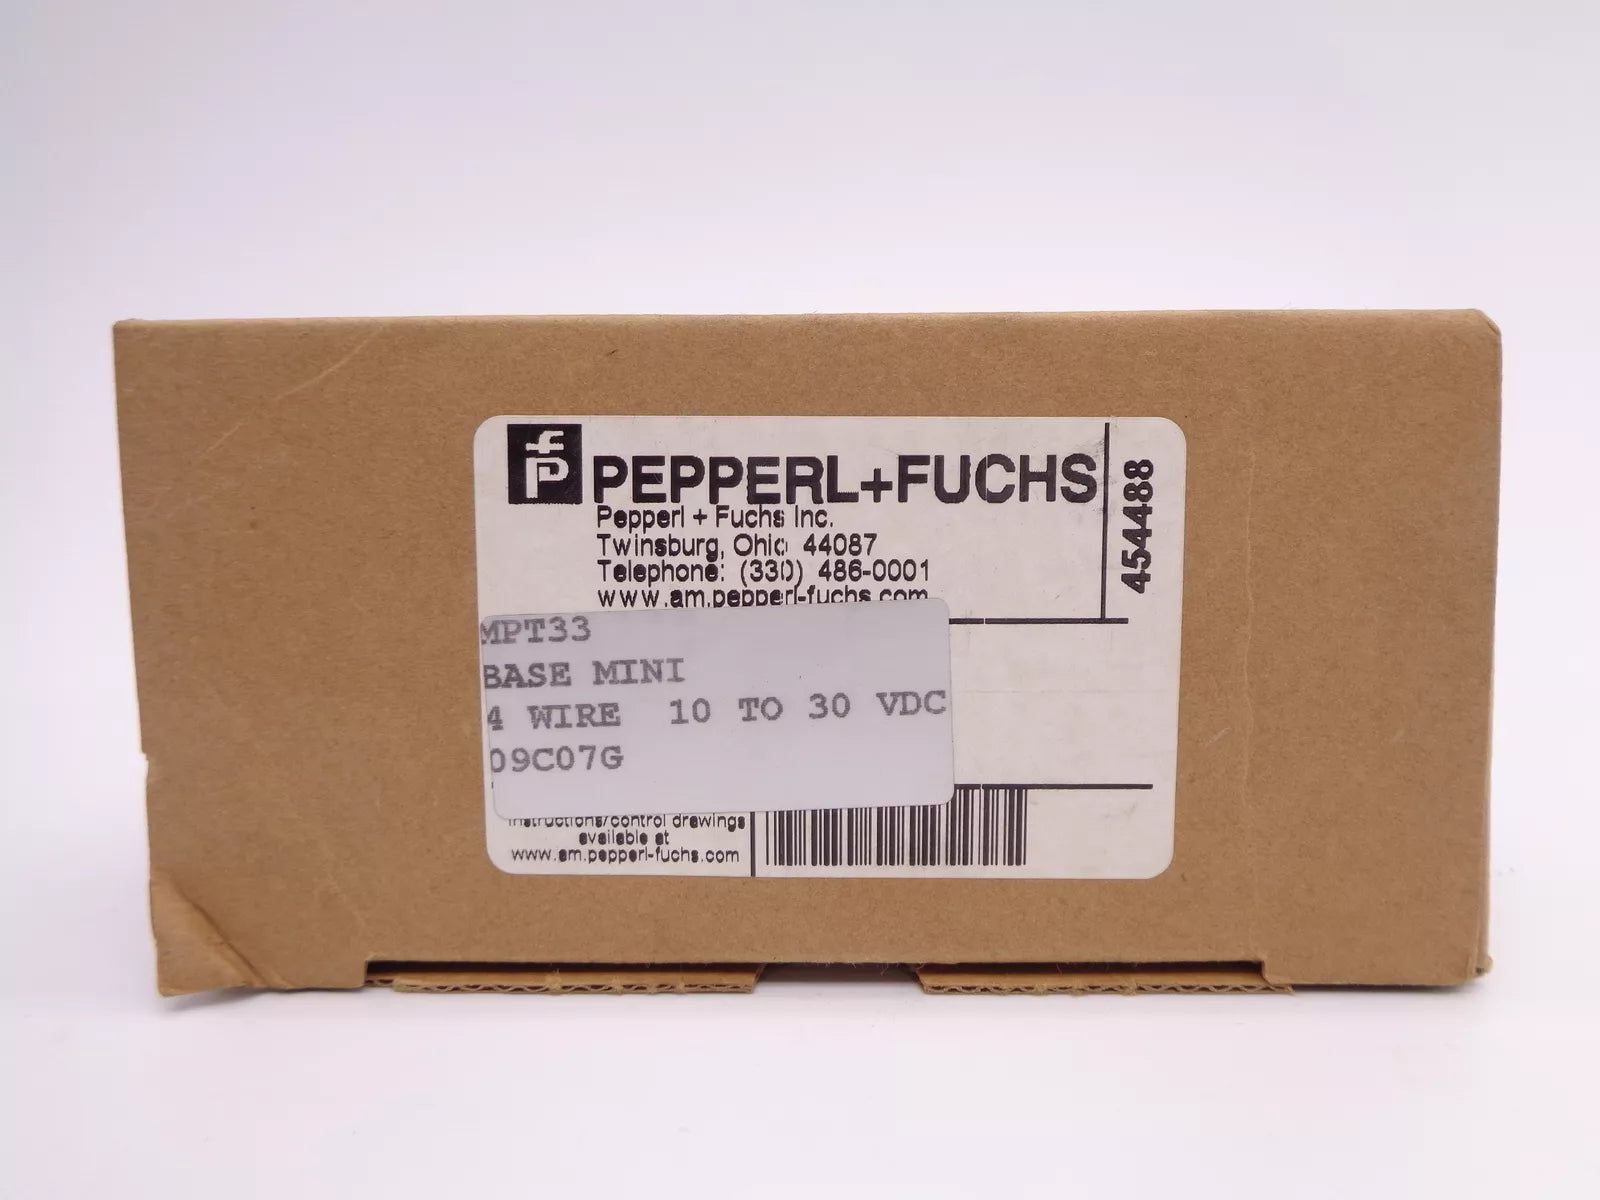 PEPPERL+FUCHS
Pepperl + Fuchs Inc.
Twinsburg, Ohio 44087
Telephone: (330) 486-0001
www.am.pepperl-fuchs.com
454488
MPT33
BASE MINI
4 WIRE 10 TO 30 VDC
09C07G
instructions/control drawings
available at
www.am.pepperl-fuchs.com